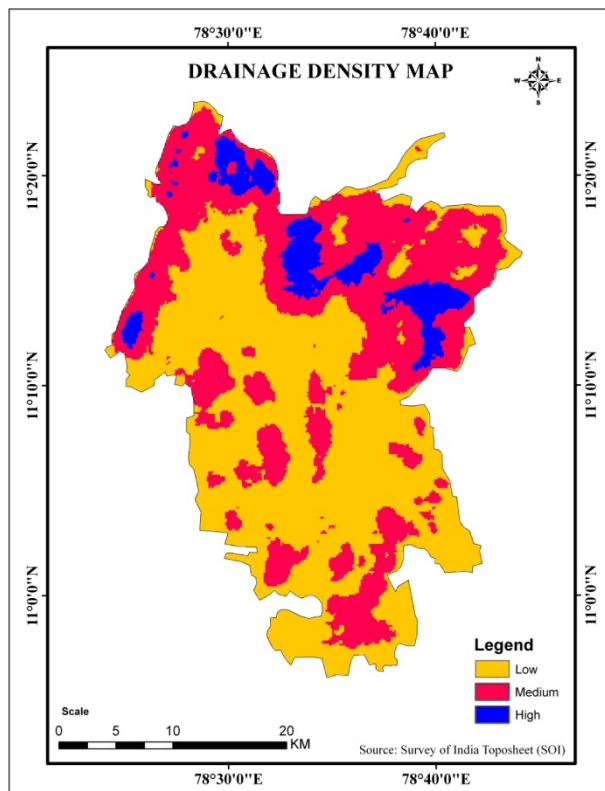 78°30'0"E 78°40'0"E
DRAINAGE DENSITY MAP
N
W E
S
11°20'0"N 11°20'0"N
11°10'0"N 11°10'0"N
11°0'0"N 11°0'0"N
Legend
Low
Medium
High
Scale
0 5 10 20
KM
Source: Survey of India Toposheet (SOI)
78°30'0"E 78°40'0"E